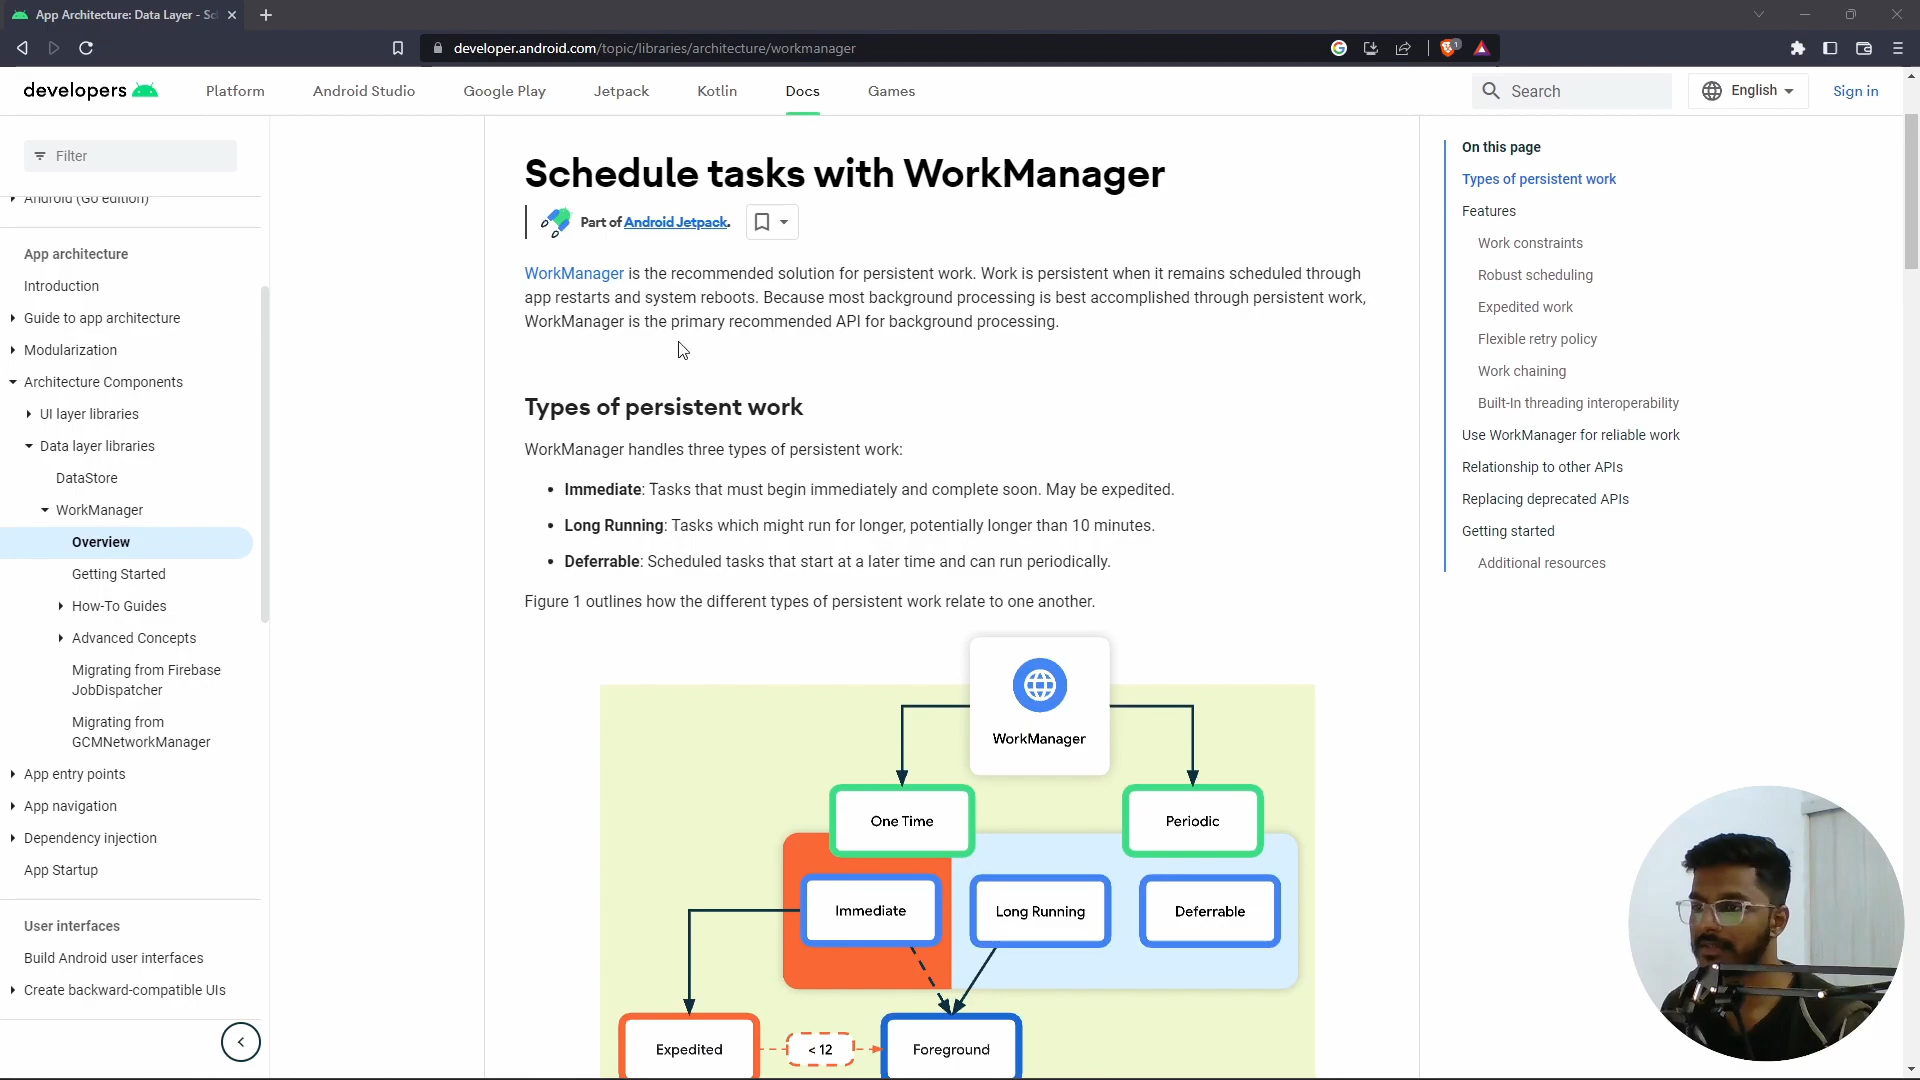 App Architecture: Data Layer - Sc
developer.android.com/topic/libraries/architecture/workmanager
1
developers
Platform
Android Studio
Google Play
Jetpack
Kotlin
Docs
Games
Search
English
Sign in
Filter
Android (Go edition)
App architecture
Introduction
Guide to app architecture
Modularization
Architecture Components
UI layer libraries
Data layer libraries
DataStore
WorkManager
Overview
Getting Started
How-To Guides
Advanced Concepts
Migrating from Firebase
JobDispatcher
Migrating from
GCMNetworkManager
App entry points
App navigation
Dependency injection
App Startup
User interfaces
Build Android user interfaces
Create backward-compatible UIs
Schedule tasks with WorkManager
Part of Android Jetpack.
WorkManager is the recommended solution for persistent work. Work is persistent when it remains scheduled through
app restarts and system reboots. Because most background processing is best accomplished through persistent work,
WorkManager is the primary recommended API for background processing.
Types of persistent work
WorkManager handles three types of persistent work:
• Immediate: Tasks that must begin immediately and complete soon. May be expedited.
• Long Running: Tasks which might run for longer, potentially longer than 10 minutes.
• Deferrable: Scheduled tasks that start at a later time and can run periodically.
Figure 1 outlines how the different types of persistent work relate to one another.
WorkManager
One Time
Periodic
Immediate
Long Running
Deferrable
Expedited
< 12
Foreground
On this page
Types of persistent work
Features
Work constraints
Robust scheduling
Expedited work
Flexible retry policy
Work chaining
Built-In threading interoperability
Use WorkManager for reliable work
Relationship to other APIs
Replacing deprecated APIs
Getting started
Additional resources